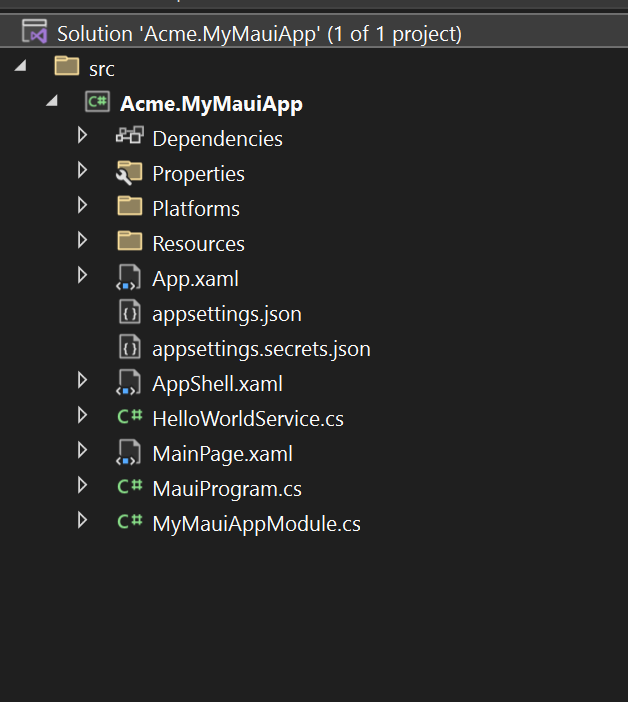 Solution 'Acme.MyMauiApp' (1 of 1 project)
src
C# Acme.MyMauiApp
Dependencies
Properties
Platforms
Resources
App.xaml
appsettings.json
appsettings.secrets.json
AppShell.xaml
C# HelloWorldService.cs
MainPage.xaml
C# MauiProgram.cs
C# MyMauiAppModule.cs